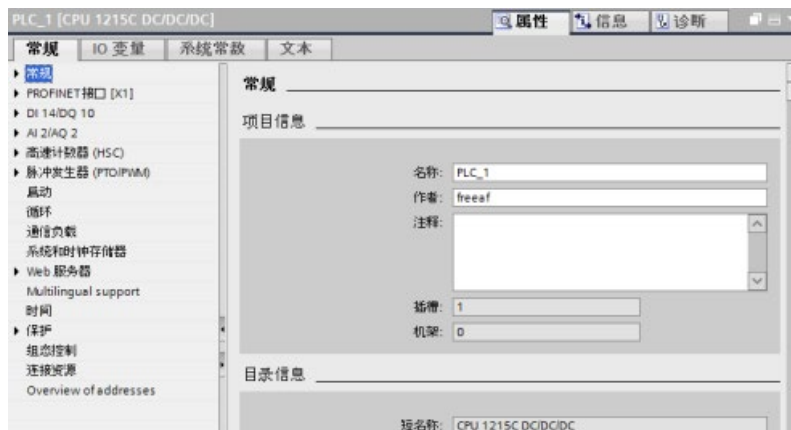 PLC_1 [CPU 1215C DC/DC/DC]
属性 信息 诊断
常规 IO 变量 系统常数 文本
常规
PROFINET接口 [X1]
DI 14/DQ 10
AI 2/AQ 2
高速计数器 (HSC)
脉冲发生器 (PTO/PWM)
启动
循环
通信负载
系统和时钟存储器
Web 服务器
Multilingual support
时间
保护
组态控制
连接资源
Overview of addresses
常规
项目信息
名称: PLC_1
作者: freeaf
注释:
插槽: 1
机架: 0
目录信息
短名称: CPU 1215C DC/DC/DC